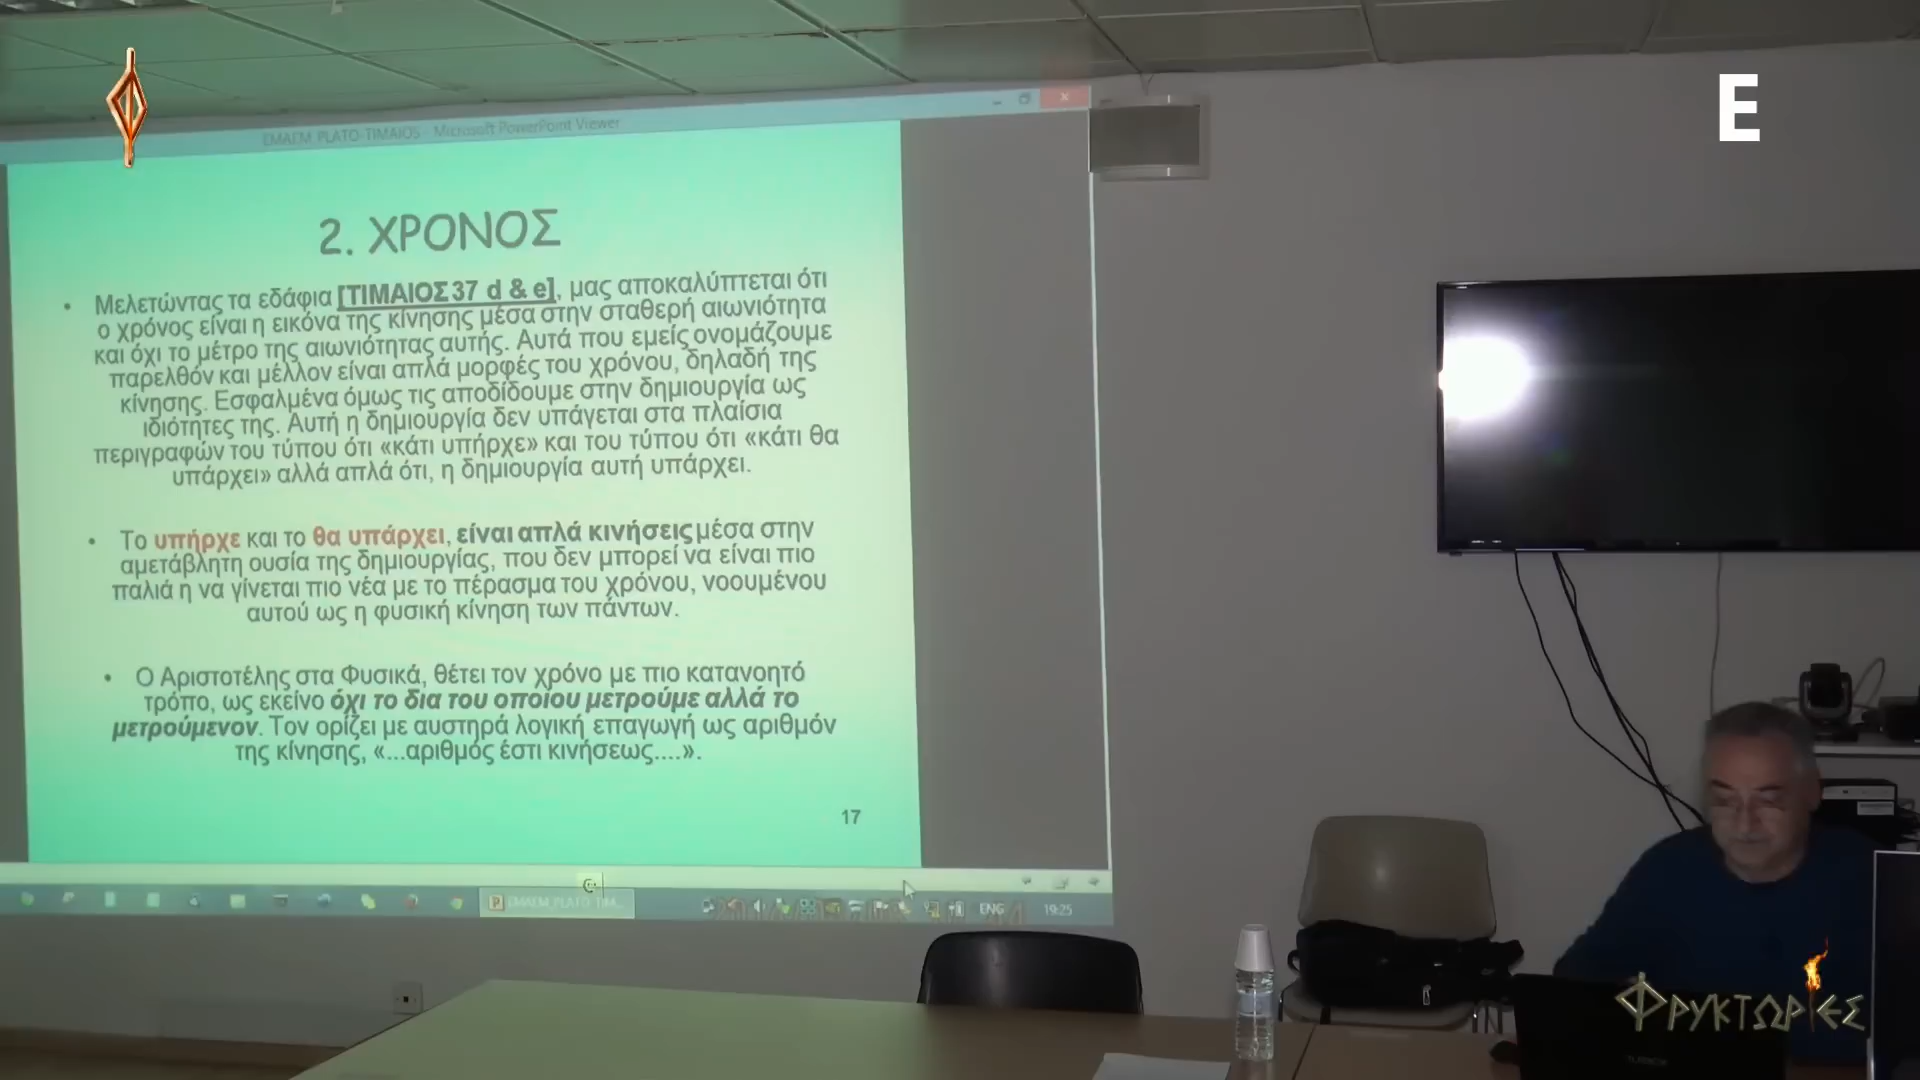 E
EMAEM_PLATO-TIMAIOS - Microsoft PowerPoint Viewer
2. ΧΡΟΝΟΣ
• Μελετώντας τα εδάφια [ΤΙΜΑΙΟΣ 37 d & e], μας αποκαλύπτεται ότι
ο χρόνος είναι η εικόνα της κίνησης μέσα στην σταθερή αιωνιότητα
και όχι το μέτρο της αιωνιότητας αυτής. Αυτά που εμείς ονομάζουμε
παρελθόν και μέλλον είναι απλά μορφές του χρόνου, δηλαδή της
κίνησης. Εσφαλμένα όμως τις αποδίδουμε στην δημιουργία ως
ιδιότητες της. Αυτή η δημιουργία δεν υπάγεται στα πλαίσια
περιγραφών του τύπου ότι «κάτι υπήρχε» και του τύπου ότι «κάτι θα
υπάρχει» αλλά απλά ότι, η δημιουργία αυτή υπάρχει.
• Το υπήρχε και το θα υπάρχει, είναι απλά κινήσεις μέσα στην
αμετάβλητη ουσία της δημιουργίας, που δεν μπορεί να είναι πιο
παλιά η να γίνεται πιο νέα με το πέρασμα του χρόνου, νοουμένου
αυτού ως η φυσική κίνηση των πάντων.
• Ο Αριστοτέλης στα Φυσικά, θέτει τον χρόνο με πιο κατανοητό
τρόπο, ως εκείνο όχι το δια του οποίου μετρούμε αλλά το
μετρούμενον. Τον ορίζει με αυστηρά λογική επαγωγή ως αριθμόν
της κίνησης, «...αριθμός έστι κινήσεως....».
17
EMAEM_PLATO-TIM...
ENG 19:25
ΦΡΥΚΤΩΡΙΕΣ